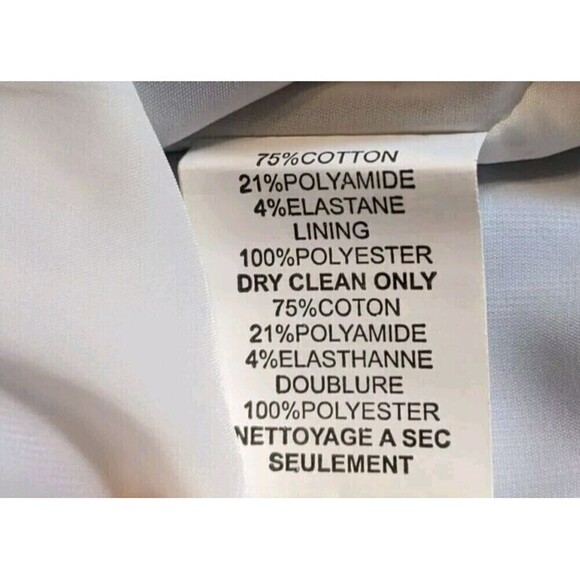 75%COTTON
21%POLYAMIDE
4%ELASTANE
LINING
100%POLYESTER
DRY CLEAN ONLY
75%COTON
21%POLYAMIDE
4%ELASTHANNE
DOUBLURE
100%POLYESTER
NETTOYAGE A SEC
SEULEMENT